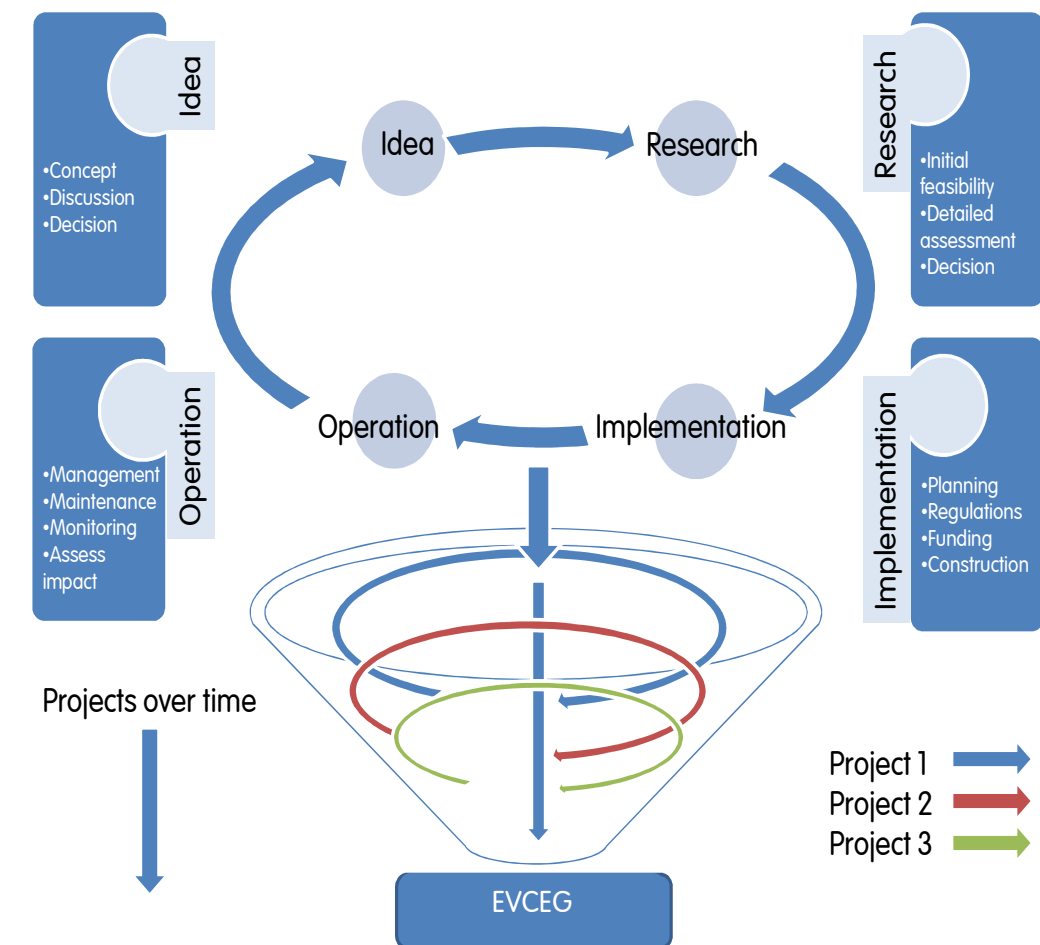 Idea
•Concept
•Discussion
•Decision
Idea
Research
Research
•Initial
feasibility
•Detailed
assessment
•Decision
Operation
•Management
•Maintenance
•Monitoring
•Assess
impact
Operation
Implementation
Implementation
•Planning
•Regulations
•Funding
•Construction
Projects over time
Project 1
Project 2
Project 3
EVCEG